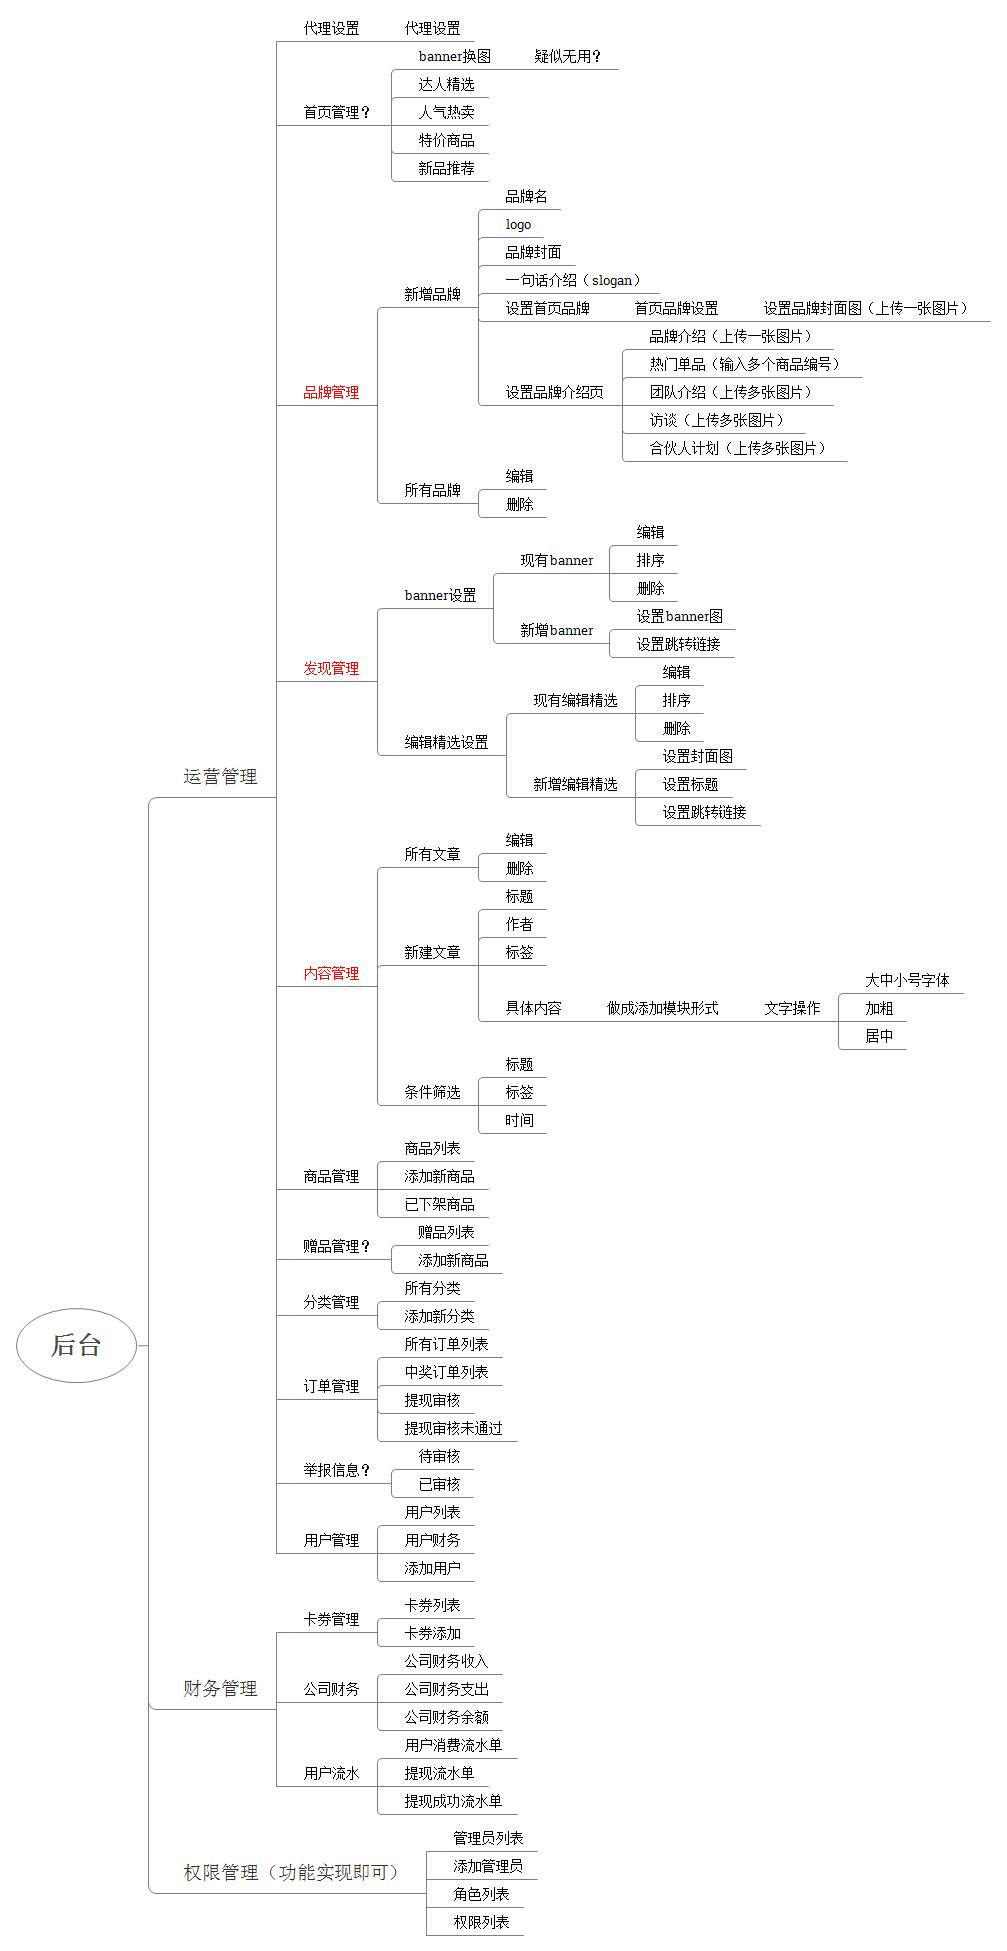 代理设置
代理设置
banner换图
疑似无用？
首页管理？
达人精选
人气热卖
特价商品
新品推荐
品牌管理
新增品牌
品牌名
logo
品牌封面
一句话介绍（slogan）
设置首页品牌
首页品牌设置
设置品牌封面图（上传一张图片）
设置品牌介绍页
品牌介绍（上传一张图片）
热门单品（输入多个商品编号）
团队介绍（上传多张图片）
访谈（上传多张图片）
合伙人计划（上传多张图片）
所有品牌
编辑
删除
发现管理
banner设置
现有banner
编辑
排序
删除
新增banner
设置banner图
设置跳转链接
编辑精选设置
现有编辑精选
编辑
排序
删除
新增编辑精选
设置封面图
设置标题
设置跳转链接
运营管理
内容管理
所有文章
编辑
删除
新建文章
标题
作者
标签
具体内容
做成添加模块形式
文字操作
大中小号字体
加粗
居中
条件筛选
标题
标签
时间
商品管理
商品列表
添加新商品
已下架商品
赠品管理？
赠品列表
添加新商品
分类管理
所有分类
添加新分类
后台
订单管理
所有订单列表
中奖订单列表
提现审核
提现审核未通过
举报信息？
待审核
已审核
用户管理
用户列表
用户财务
添加用户
财务管理
卡券管理
卡券列表
卡券添加
公司财务
公司财务收入
公司财务支出
公司财务余额
用户流水
用户消费流水单
提现流水单
提现成功流水单
权限管理（功能实现即可）
管理员列表
添加管理员
角色列表
权限列表